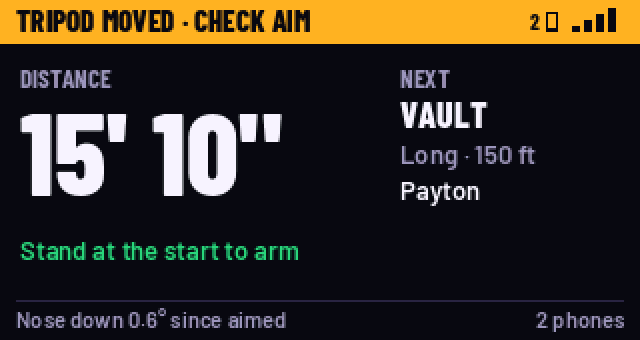 TRIPOD MOVED · CHECK AIM
2
DISTANCE
15' 10"
Stand at the start to arm
NEXT
VAULT
Long · 150 ft
Payton
Nose down 0.6° since aimed
2 phones